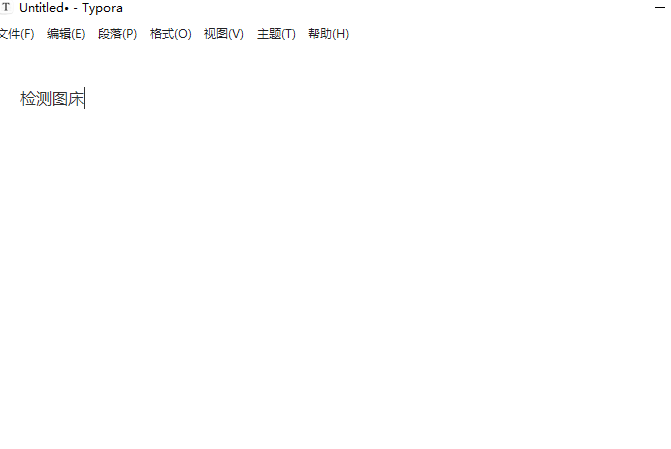 T Untitled• - Typora
文件(F) 编辑(E) 段落(P) 格式(O) 视图(V) 主题(T) 帮助(H)
检测图床